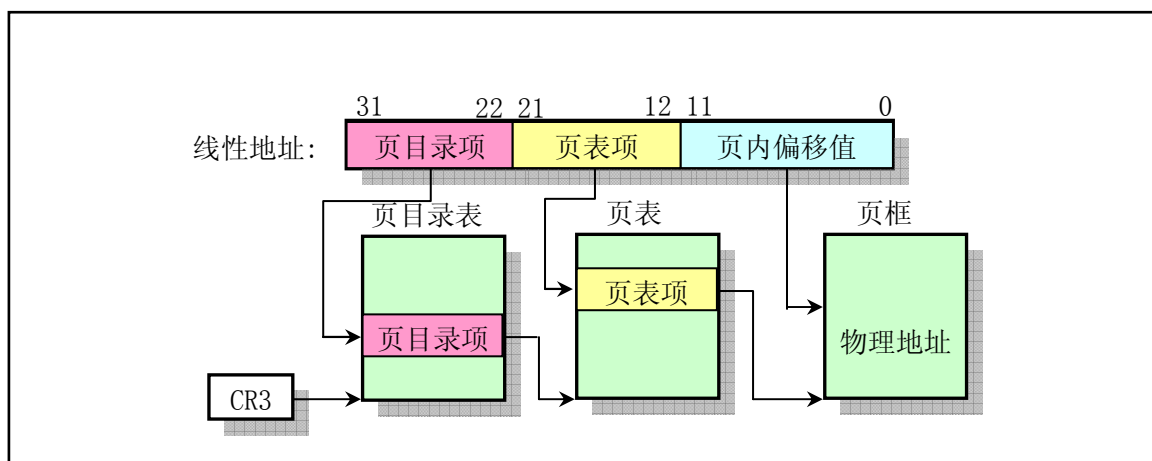 31 22 21 12 11 0
线性地址: 页目录项 页表项 页内偏移值
页目录表 页表 页框
页表项
页目录项 物理地址
CR3